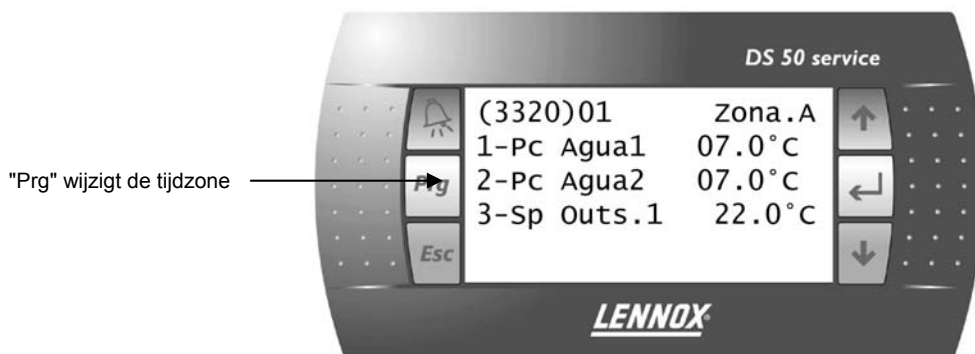 DS 50 service
(3320)01 Zona.A
1-Pc Agua1 07.0°C
"Prg" wijzigt de tijdzone
Prg
2-Pc Agua2 07.0°C
3-Sp Outs.1 22.0°C
Esc
LENNOX